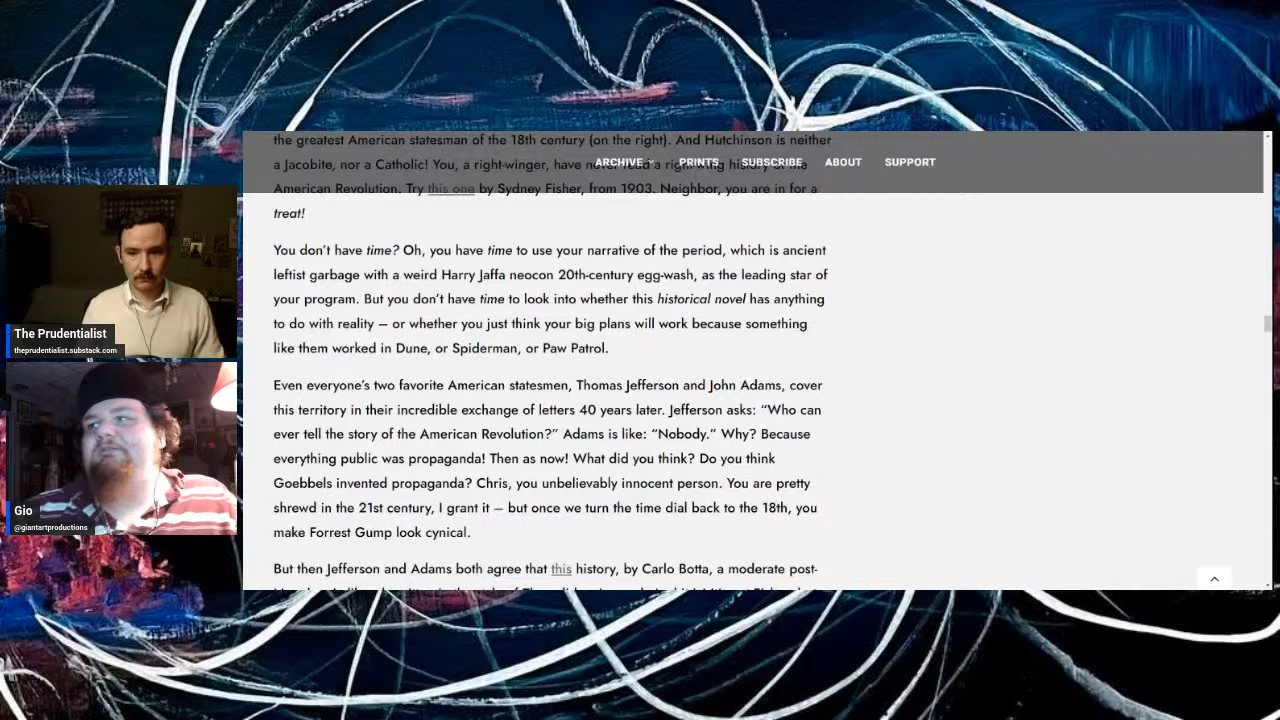 the greatest American statesman of the 18th century (on the right). And Hutchinson is neither
a Jacobite, nor a Catholic! You, a right-winger, have never read a right-wing history of the
ARCHIVE PRINTS SUBSCRIBE ABOUT SUPPORT
American Revolution. Try this one by Sydney Fisher, from 1903. Neighbor, you are in for a
treat!
You don’t have time? Oh, you have time to use your narrative of the period, which is ancient
leftist garbage with a weird Harry Jaffa neocon 20th-century egg-wash, as the leading star of
your program. But you don’t have time to look into whether this historical novel has anything
to do with reality – or whether you just think your big plans will work because something
like them worked in Dune, or Spiderman, or Paw Patrol.
Even everyone’s two favorite American statesmen, Thomas Jefferson and John Adams, cover
this territory in their incredible exchange of letters 40 years later. Jefferson asks: “Who can
ever tell the story of the American Revolution?” Adams is like: “Nobody.” Why? Because
everything public was propaganda! Then as now! What did you think? Do you think
Goebbels invented propaganda? Chris, you unbelievably innocent person. You are pretty
shrewd in the 21st century, I grant it – but once we turn the time dial back to the 18th, you
make Forrest Gump look cynical.
But then Jefferson and Adams both agree that this history, by Carlo Botta, a moderate post-
The Prudentialist
theprudentialist.substack.com
Gio
@giantartproductions